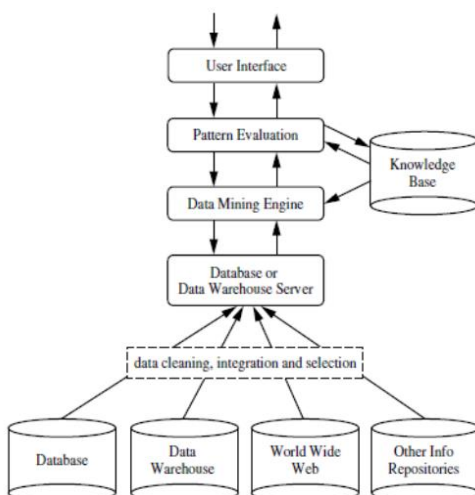 User Interface
Pattern Evaluation
Knowledge
Base
Data Mining Engine
Database or
Data Warehouse Server
data cleaning, integration and selection
Database
Data
Warehouse
World Wide
Web
Other Info
Repositories